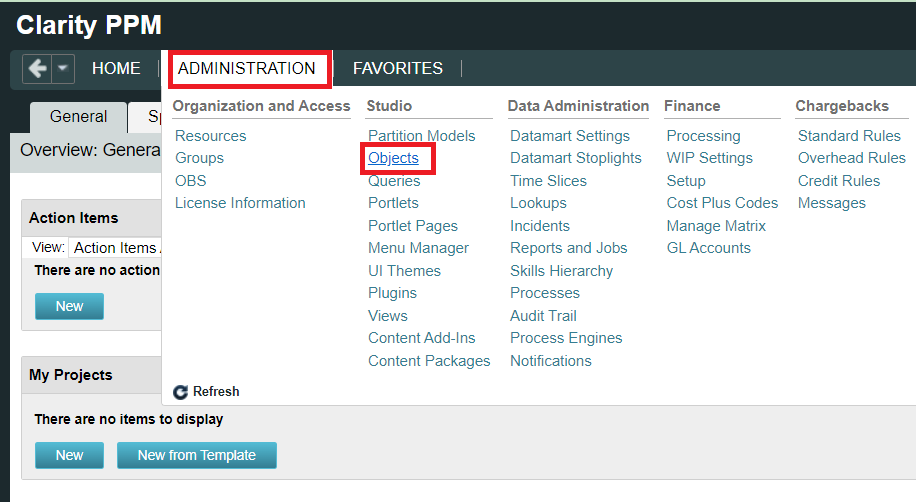 Clarity PPM
HOME
ADMINISTRATION
FAVORITES
General
Overview: Genera
Organization and Access
Resources
Groups
OBS
License Information
Studio
Partition Models
Objects
Queries
Portlets
Portlet Pages
Menu Manager
UI Themes
Plugins
Views
Content Add-Ins
Content Packages
Data Administration
Datamart Settings
Datamart Stoplights
Time Slices
Lookups
Incidents
Reports and Jobs
Skills Hierarchy
Processes
Audit Trail
Process Engines
Notifications
Finance
Processing
WIP Settings
Setup
Cost Plus Codes
Manage Matrix
GL Accounts
Chargebacks
Standard Rules
Overhead Rules
Credit Rules
Messages
Refresh
Action Items
View: Action Items
There are no action
New
My Projects
There are no items to display
New
New from Template